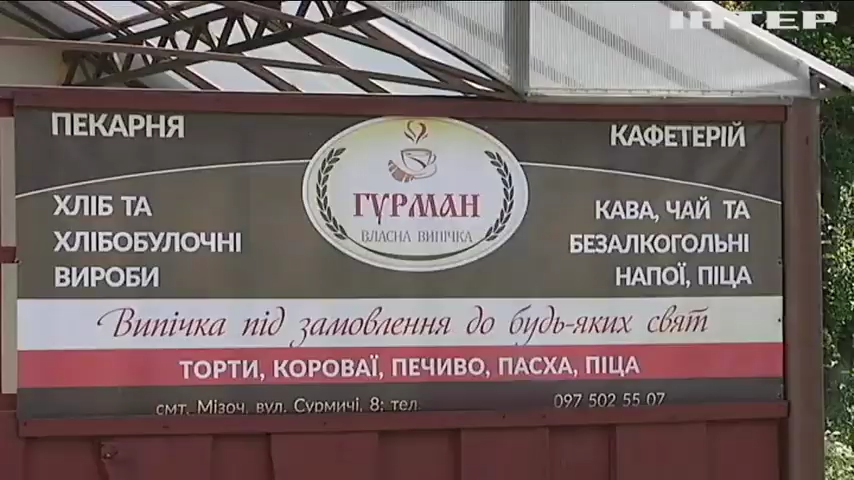 ІНТЕР
ПЕКАРНЯ
КАФЕТЕРІЙ
ХЛІБ ТА
ХЛІБОБУЛОЧНІ
ВИРОБИ
ГУРМАН
ВЛАСНА ВИПІЧКА
КАВА, ЧАЙ ТА
БЕЗАЛКОГОЛЬНІ
НАПОЇ, ПІЦА
Випічка під замовлення до будь-яких свят
ТОРТИ, КОРОВАЇ, ПЕЧИВО, ПАСХА, ПІЦА
смт. Мізоч, вул. Сурмичі, 8; тел. 097 502 55 07